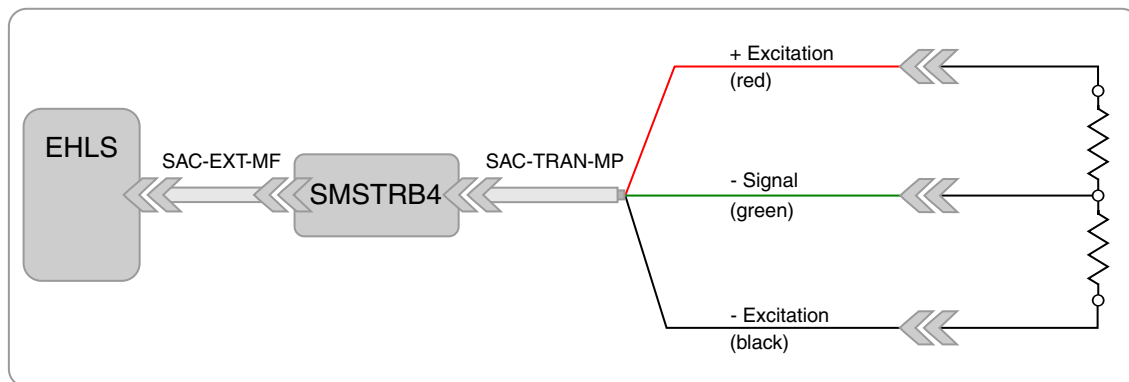 EHLS
SAC-EXT-MF
SMSTRB4
SAC-TRAN-MP
+ Excitation
(red)
- Signal
(green)
- Excitation
(black)